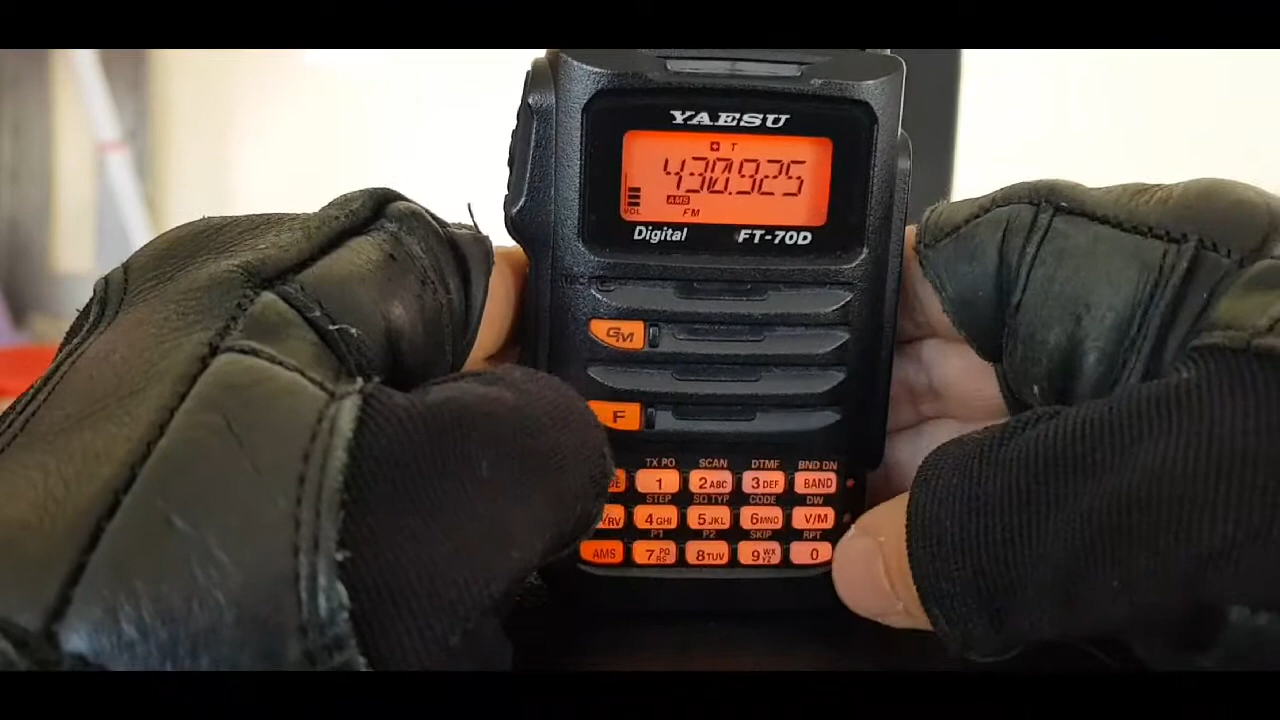 YAESU
T
430.925
AMS
VOL
FM
Digital FT-70D
GM
F
TX PO SCAN DTMF BND DN
1 2ABC 3DEF BAND
STEP SQ TYP CODE DW
4GHI 5JKL 6MNO V/M
P1 P2 SKIP RPT
AMS 7PQRS 8TUV 9WXYZ 0